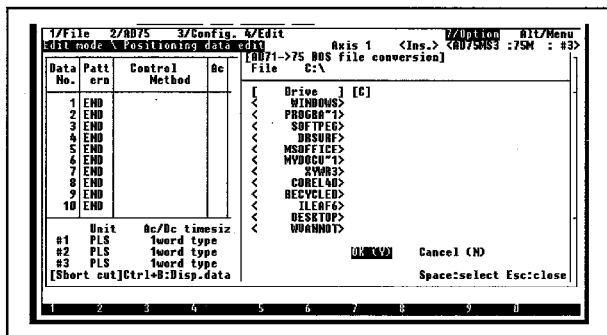 1/File 2/AD75 3/Config. 4/Edit 7/Option Alt/Menu
Edit mode \ Positioning data edit Axis 1 <Ins.> <AD75MS3 :75M : #3>
[AD71->75 BOS file conversion]
Data No. Patt ern Control Method Ac
File C:\
[ Drive ] [C]
1 END < WINDOWS>
2 END < PROGRA~1>
3 END < SOFTPEG>
4 END < DBSURF>
5 END < MSOFFICE>
6 END < MYDOCU~1>
7 END < XYWR3>
8 END < COREL40>
9 END < RECYCLED>
10 END < ILEAF6>
< DESKTOP>
Unit Ac/Dc timesiz < WUANNOT>
#1 PLS 1word type
#2 PLS 1word type OK (Y) Cancel (N)
#3 PLS 1word type
[Short cut]Ctrl+B:Disp.data Space:select Esc:close
1 2 3 4 5 6 7 8 9 0